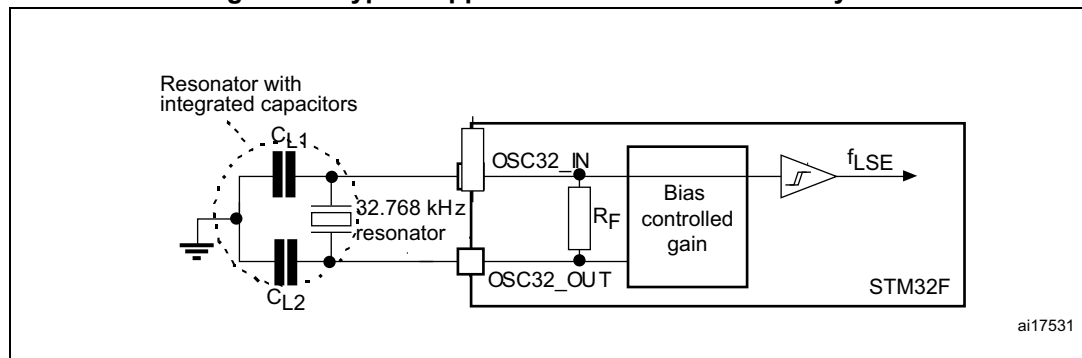 Resonator with
integrated capacitors
CL1
OSC32_IN
fLSE
32.768 kHz
resonator
RF
Bias
controlled
gain
OSC32_OUT
CL2
STM32F
ai17531